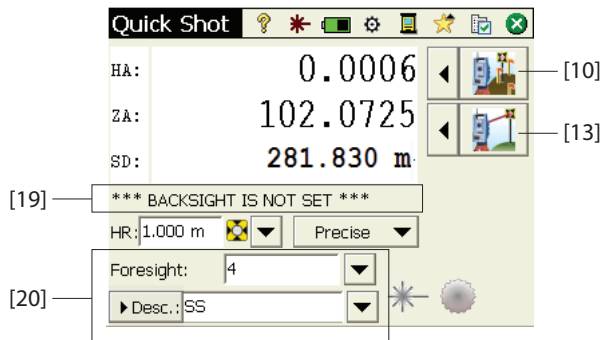 Quick Shot ?
HA: 0.0006
[10]
ZA: 102.0725
[13]
SD: 281.830 m
[19] *** BACKSIGHT IS NOT SET ***
HR: 1.000 m Precise
Foresight: 4
[20]
Desc.: SS